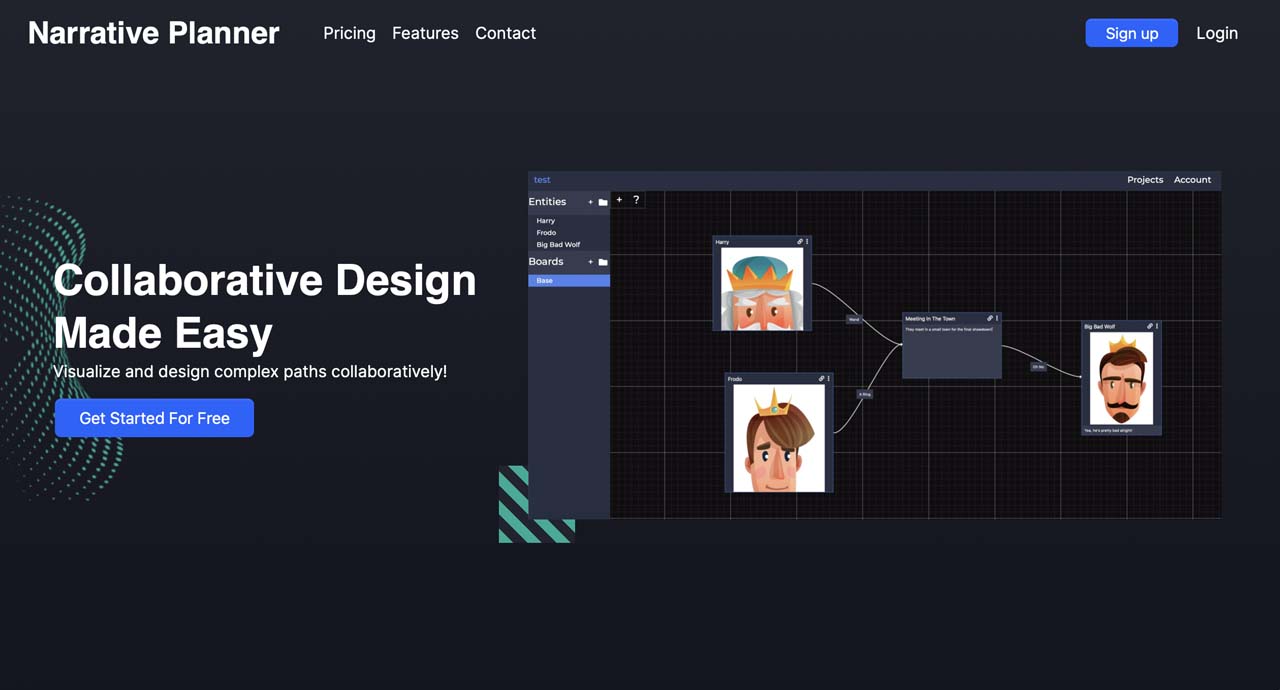 Narrative Planner
Pricing Features Contact
Sign up
Login
Collaborative Design
Made Easy
Visualize and design complex paths collaboratively!
Get Started For Free
test
Projects Account
Entities +
+ ?
Harry
Frodo
Big Bad Wolf
Boards +
Base
Harry
Frodo
A Ring
Meeting In The Town
They meet in a small town for the final showdown!
Oh No
Big Bad Wolf
Yea, he's pretty bad alright!